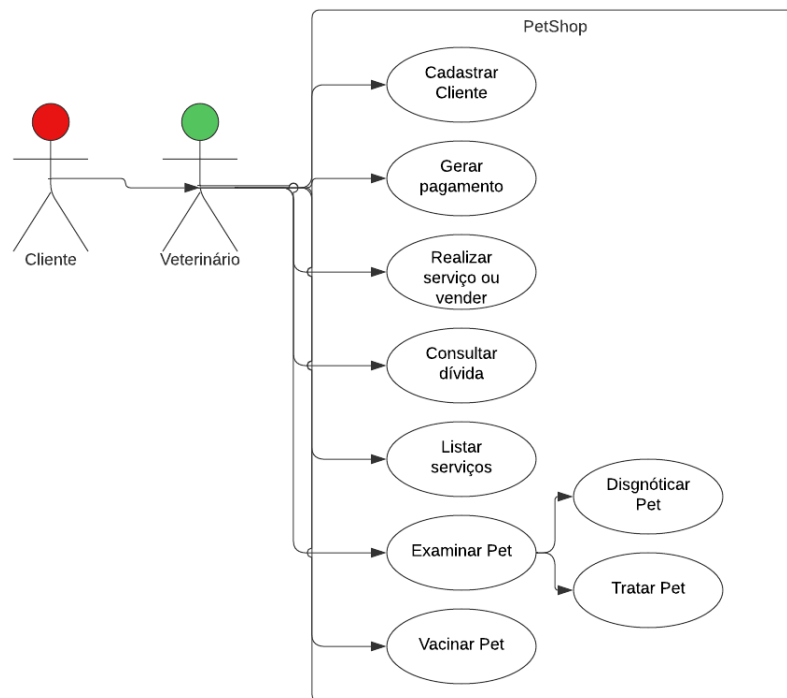 PetShop
Cadastrar
Cliente
Gerar
pagamento
Cliente
Veterinário
Realizar
serviço ou
vender
Consultar
dívida
Listar
serviços
Disgnóticar
Pet
Examinar Pet
Tratar Pet
Vacinar Pet